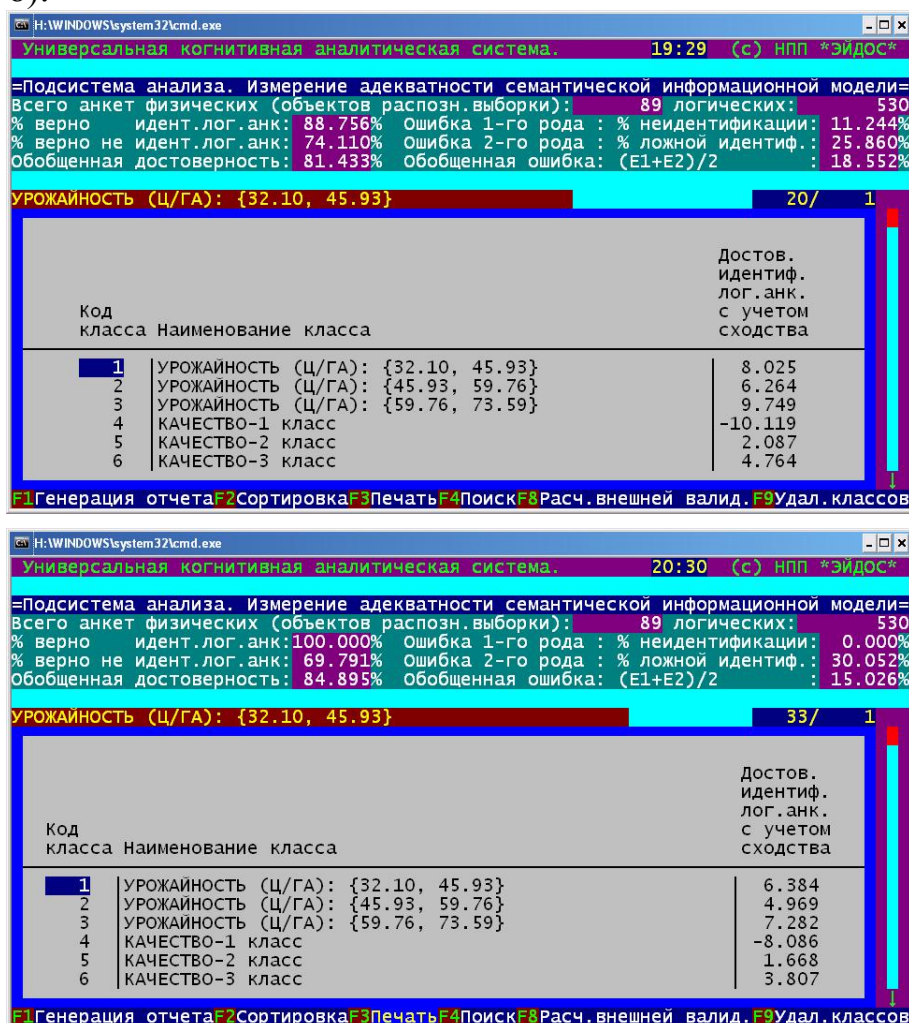 H:\WINDOWS\system32\cmd.exe
Универсальная когнитивная аналитическая система. 19:29 (c) НПП *ЭЙДОС*
=Подсистема анализа. Измерение адекватности семантической информационной модели=
Всего анкет физических (объектов распозн.выборки): 89 логических: 530
% верно идент.лог.анк: 88.756% Ошибка 1-го рода : % неидентификации: 11.244%
% верно не идент.лог.анк: 74.110% Ошибка 2-го рода : % ложной идентиф.: 25.860%
Обобщенная достоверность: 81.433% Обобщенная ошибка: (E1+E2)/2 : 18.552%
УРОЖАЙНОСТЬ (Ц/ГА): {32.10, 45.93} 20/ 1
Достов.
идентиф.
лог.анк.
Код с учетом
класса Наименование класса сходства
1 УРОЖАЙНОСТЬ (Ц/ГА): {32.10, 45.93} 8.025
2 УРОЖАЙНОСТЬ (Ц/ГА): {45.93, 59.76} 6.264
3 УРОЖАЙНОСТЬ (Ц/ГА): {59.76, 73.59} 9.749
4 КАЧЕСТВО-1 класс -10.119
5 КАЧЕСТВО-2 класс 2.087
6 КАЧЕСТВО-3 класс 4.764
F1Генерация отчетаF2СортировкаF3ПечатьF4ПоискF8Расч.внешней валид.F9Удал.классов
H:\WINDOWS\system32\cmd.exe
Универсальная когнитивная аналитическая система. 20:30 (c) НПП *ЭЙДОС*
=Подсистема анализа. Измерение адекватности семантической информационной модели=
Всего анкет физических (объектов распозн.выборки): 89 логических: 530
% верно идент.лог.анк:100.000% Ошибка 1-го рода : % неидентификации: 0.000%
% верно не идент.лог.анк: 69.791% Ошибка 2-го рода : % ложной идентиф.: 30.052%
Обобщенная достоверность: 84.895% Обобщенная ошибка: (E1+E2)/2 : 15.026%
УРОЖАЙНОСТЬ (Ц/ГА): {32.10, 45.93} 33/ 1
Достов.
идентиф.
лог.анк.
Код с учетом
класса Наименование класса сходства
1 УРОЖАЙНОСТЬ (Ц/ГА): {32.10, 45.93} 6.384
2 УРОЖАЙНОСТЬ (Ц/ГА): {45.93, 59.76} 4.969
3 УРОЖАЙНОСТЬ (Ц/ГА): {59.76, 73.59} 7.282
4 КАЧЕСТВО-1 класс -8.086
5 КАЧЕСТВО-2 класс 1.668
6 КАЧЕСТВО-3 класс 3.807
F1Генерация отчетаF2СортировкаF3ПечатьF4ПоискF8Расч.внешней валид.F9Удал.классов